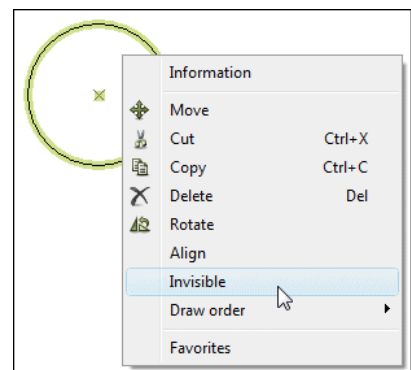 Information
Move
Cut Ctrl+X
Copy Ctrl+C
Delete Del
Rotate
Align
Invisible
Draw order
Favorites